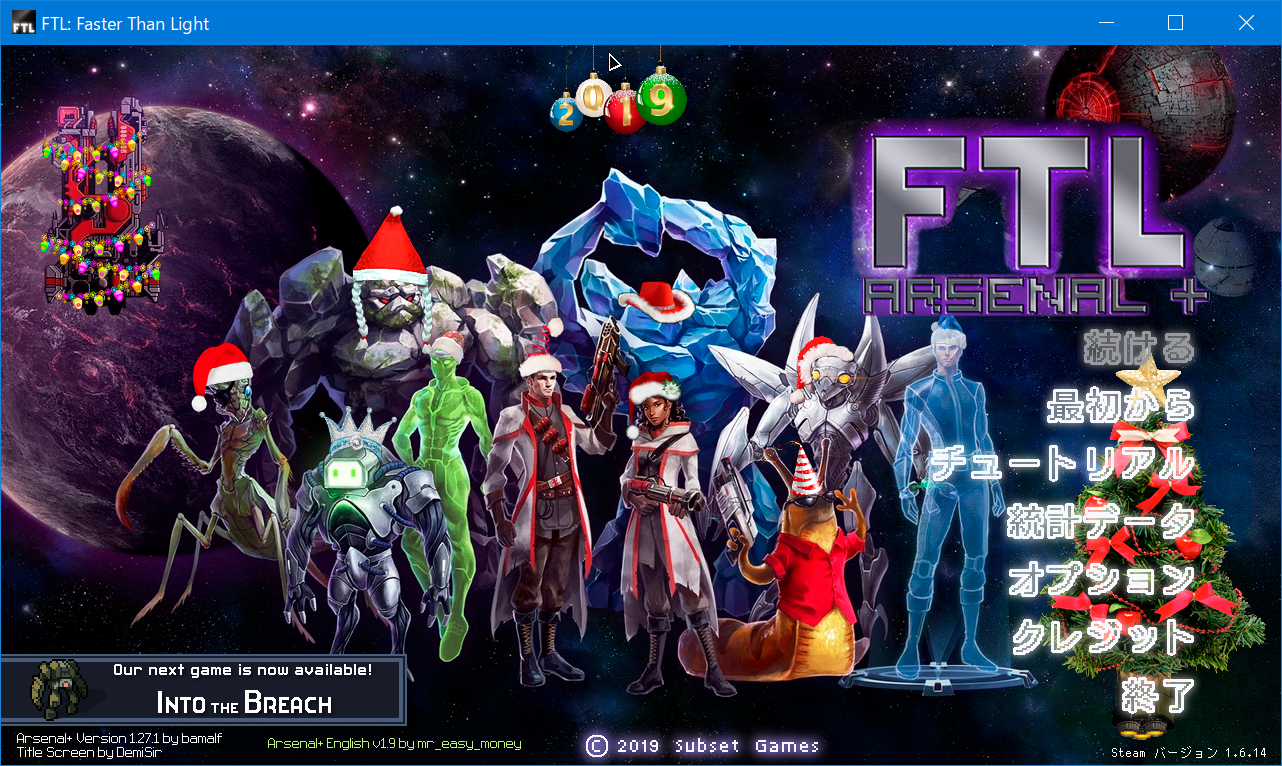 FTL: Faster Than Light
2019
FTL
ARSENAL +
続ける
最初から
チュートリアル
統計データ
オプション
クレジット
終了
Our next game is now available!
INTO THE BREACH
Arsenal+ Version 1.27.1 by bamalf
Title Screen by DemiSir
Arsenal+ English v1.9 by mr_easy_money
© 2019 Subset Games
Steam バージョン 1.6.14